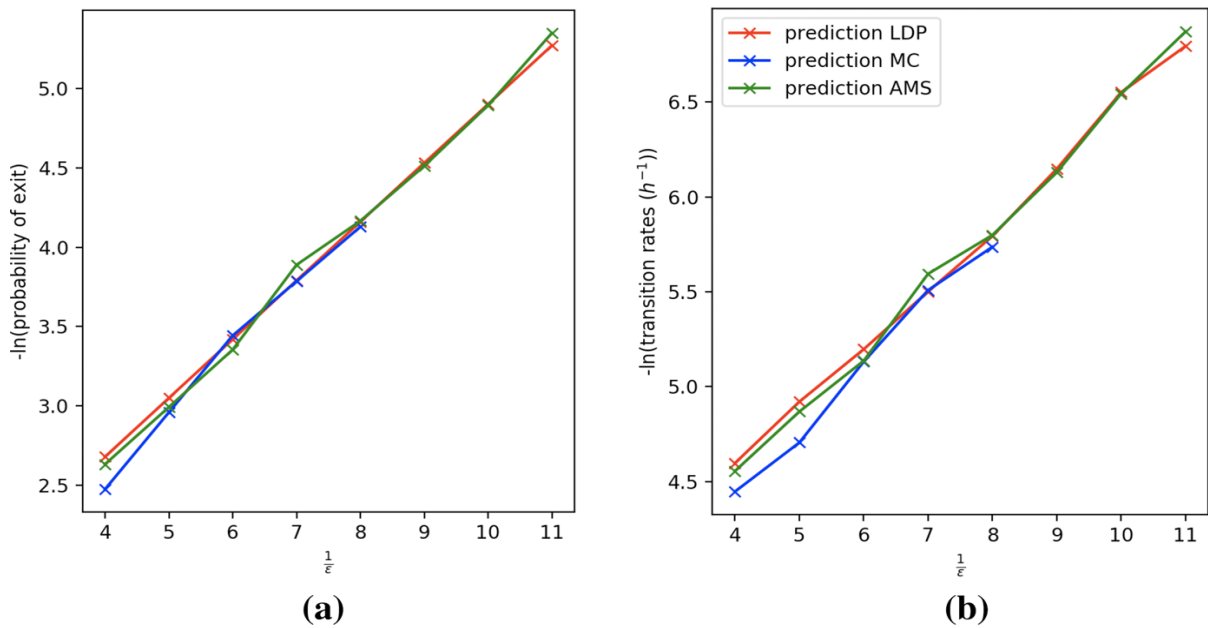 -ln(probability of exit)
5.0
4.5
4.0
3.5
3.0
2.5
4 5 6 7 8 9 10 11
1/ε
(a)
-ln(transition rates (h⁻¹))
prediction LDP
prediction MC
prediction AMS
6.5
6.0
5.5
5.0
4.5
4 5 6 7 8 9 10 11
1/ε
(b)